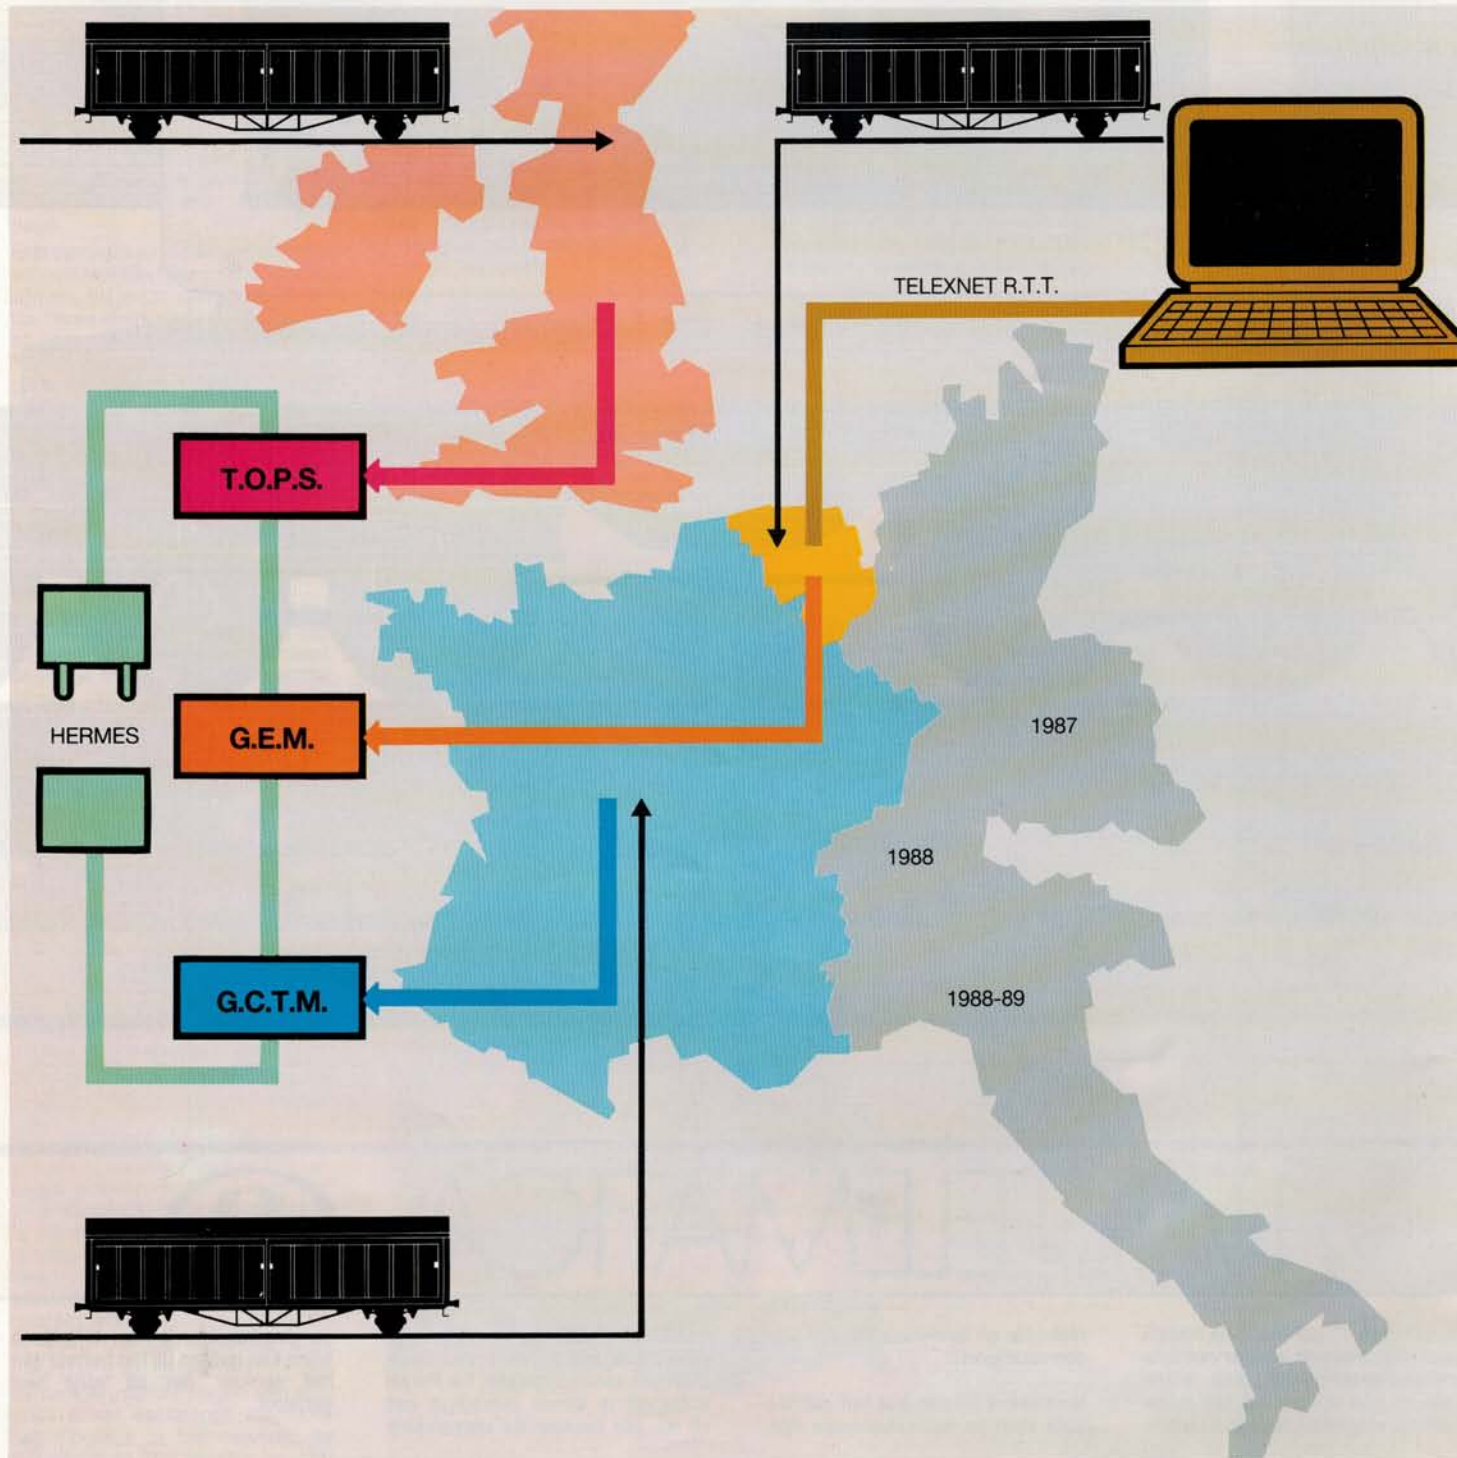 TELEXNET R.T.T.
T.O.P.S.
HERMES
G.E.M.
1987
1988
G.C.T.M.
1988-89